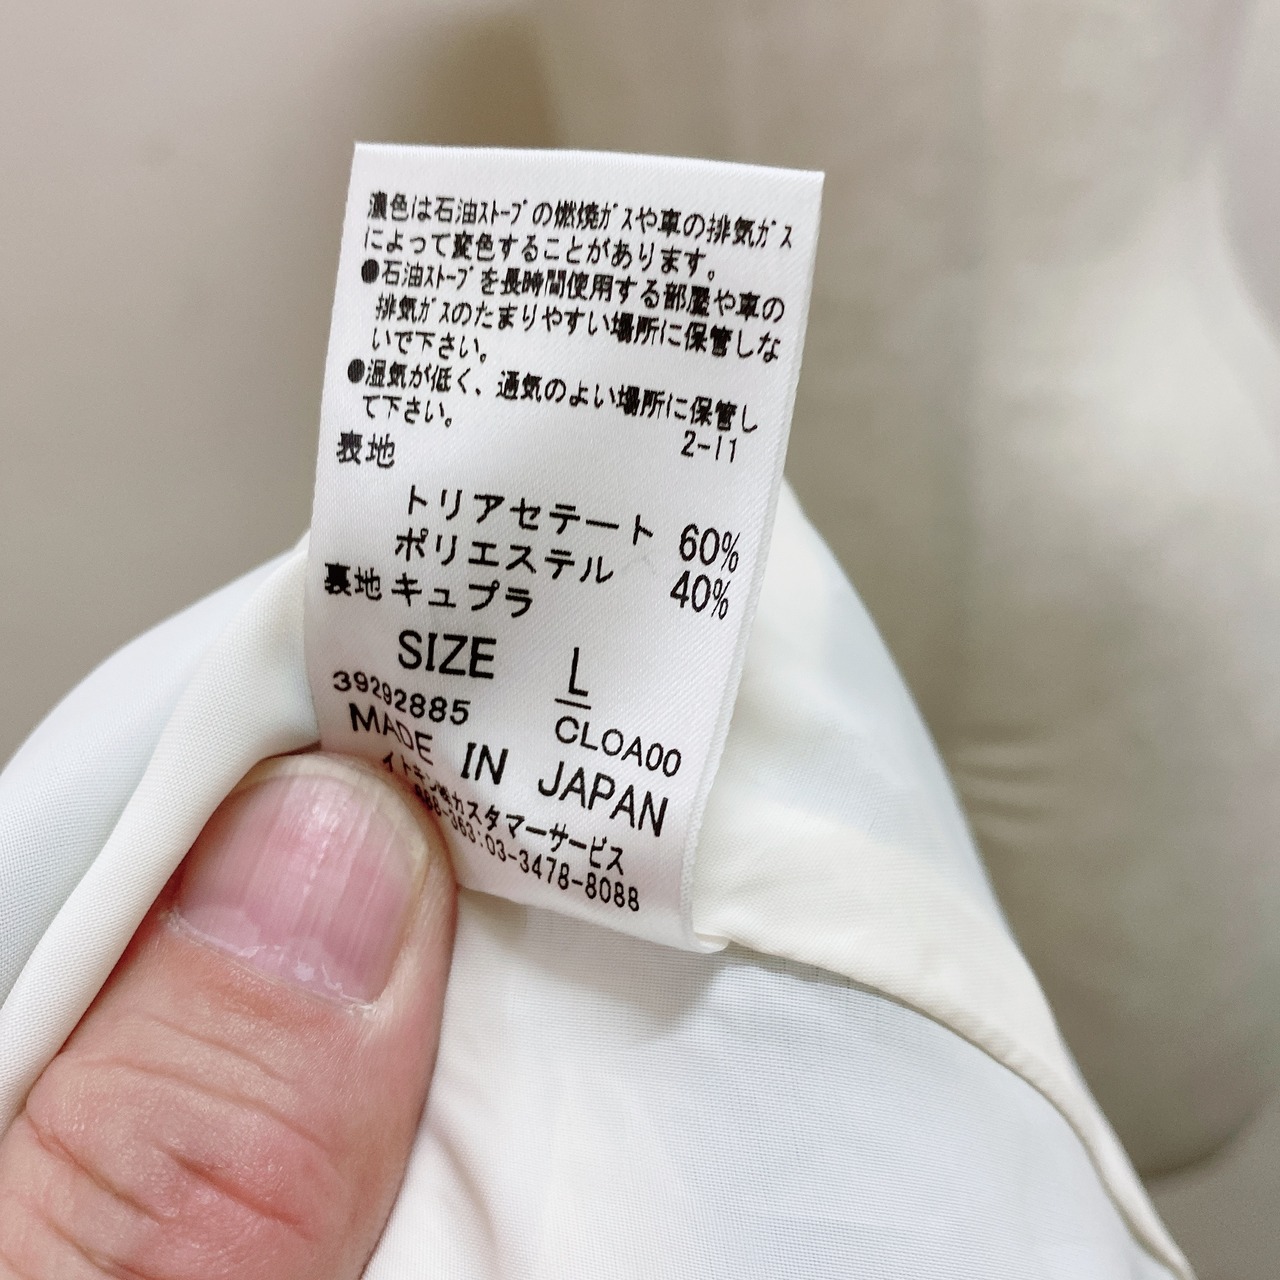 濃色は石油ｽﾄｰﾌﾞの燃焼ｶﾞｽや車の排気ｶﾞｽ
によって変色することがあります。
●石油ｽﾄｰﾌﾞを長時間使用する部屋や車の
排気ｶﾞｽのたまりやすい場所に保管しな
いで下さい。
●湿気が低く、通気のよい場所に保管し
て下さい。
2-11
表地
トリアセテート 60%
ポリエステル 40%
裏地 キュプラ
SIZE L
39292885 CLOA00
MADE IN JAPAN
イトキン㈱カスタマーサービス
363:03-3478-8088